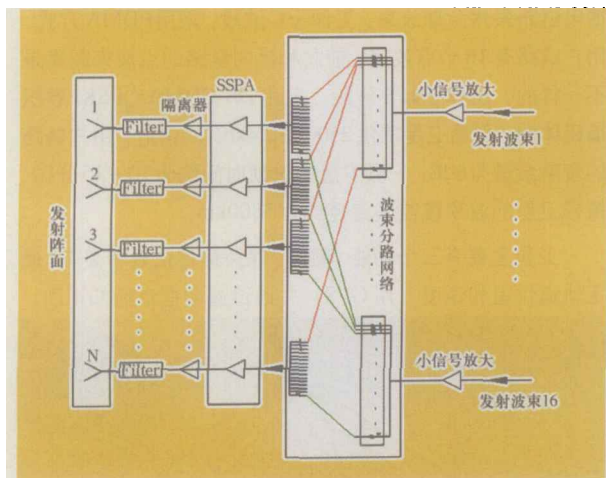 SSPA
隔离器
小信号放大
发射波束1
1
Filter
2
Filter
3
Filter
N
Filter
发射阵面
波束分路网络
小信号放大
发射波束16